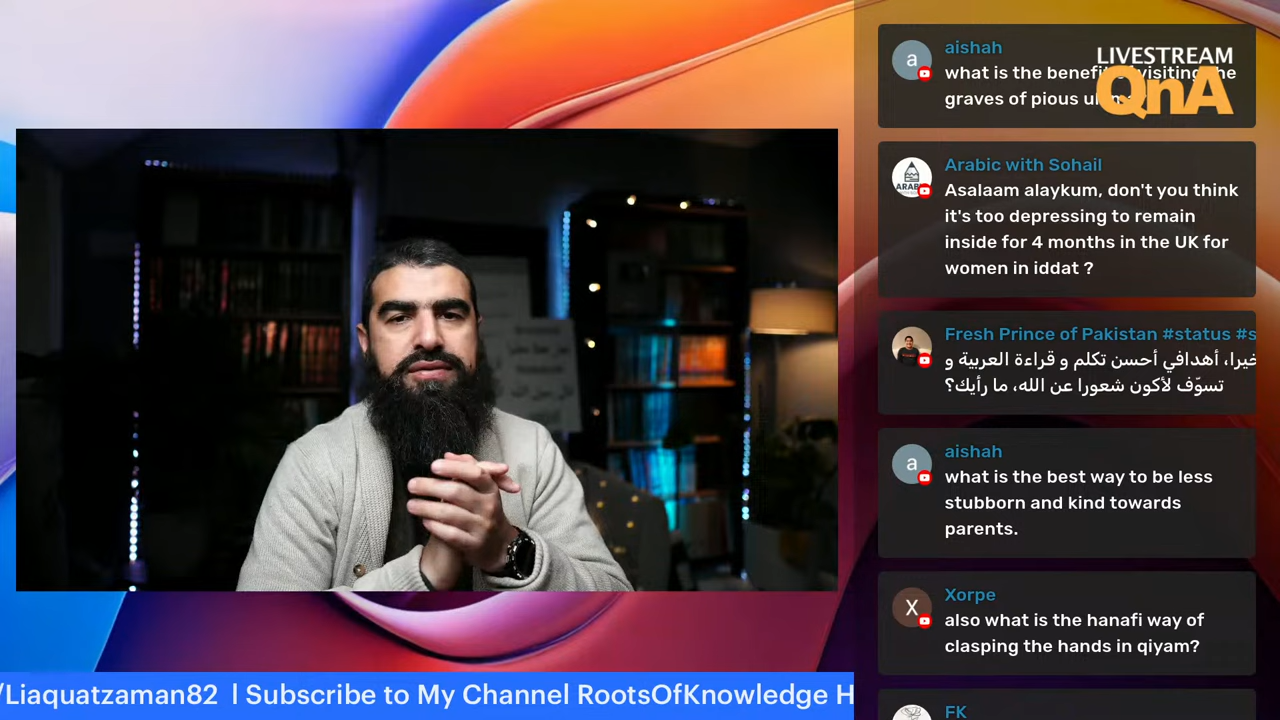 aishah
what is the benefit visiting the
graves of pious
LIVESTREAM
QnA
Arabic with Sohail
Asalaam alaykum, don't you think
it's too depressing to remain
inside for 4 months in the UK for
women in iddat ?
Fresh Prince of Pakistan #status #s
خيرا، أهدافي أحسن تكلم و قراءة العربية و
تسوّف لأكون شعورا عن الله، ما رأيك؟
aishah
what is the best way to be less
stubborn and kind towards
parents.
Xorpe
also what is the hanafi way of
clasping the hands in qiyam?
FK
/Liaquatzaman82 | Subscribe to My Channel RootsOfKnowledge H
a
ARABIC
a
X